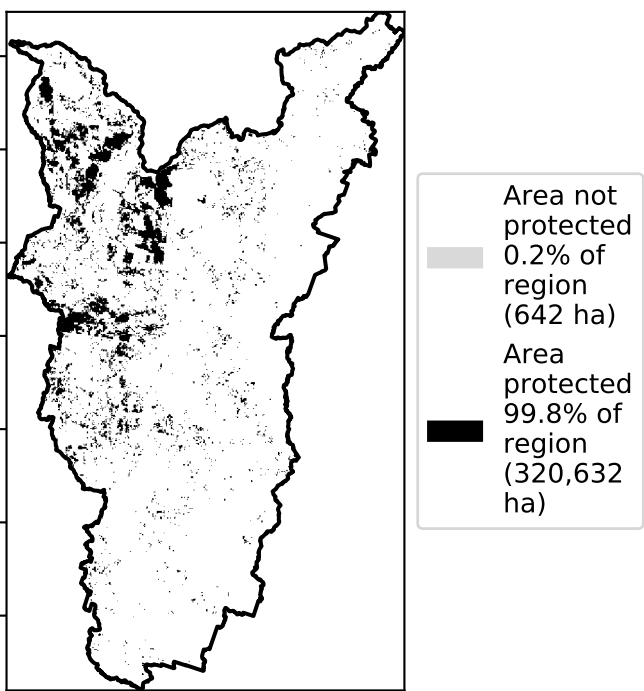 Area not
protected
0.2% of
region
(642 ha)
Area
protected
99.8% of
region
(320,632
ha)